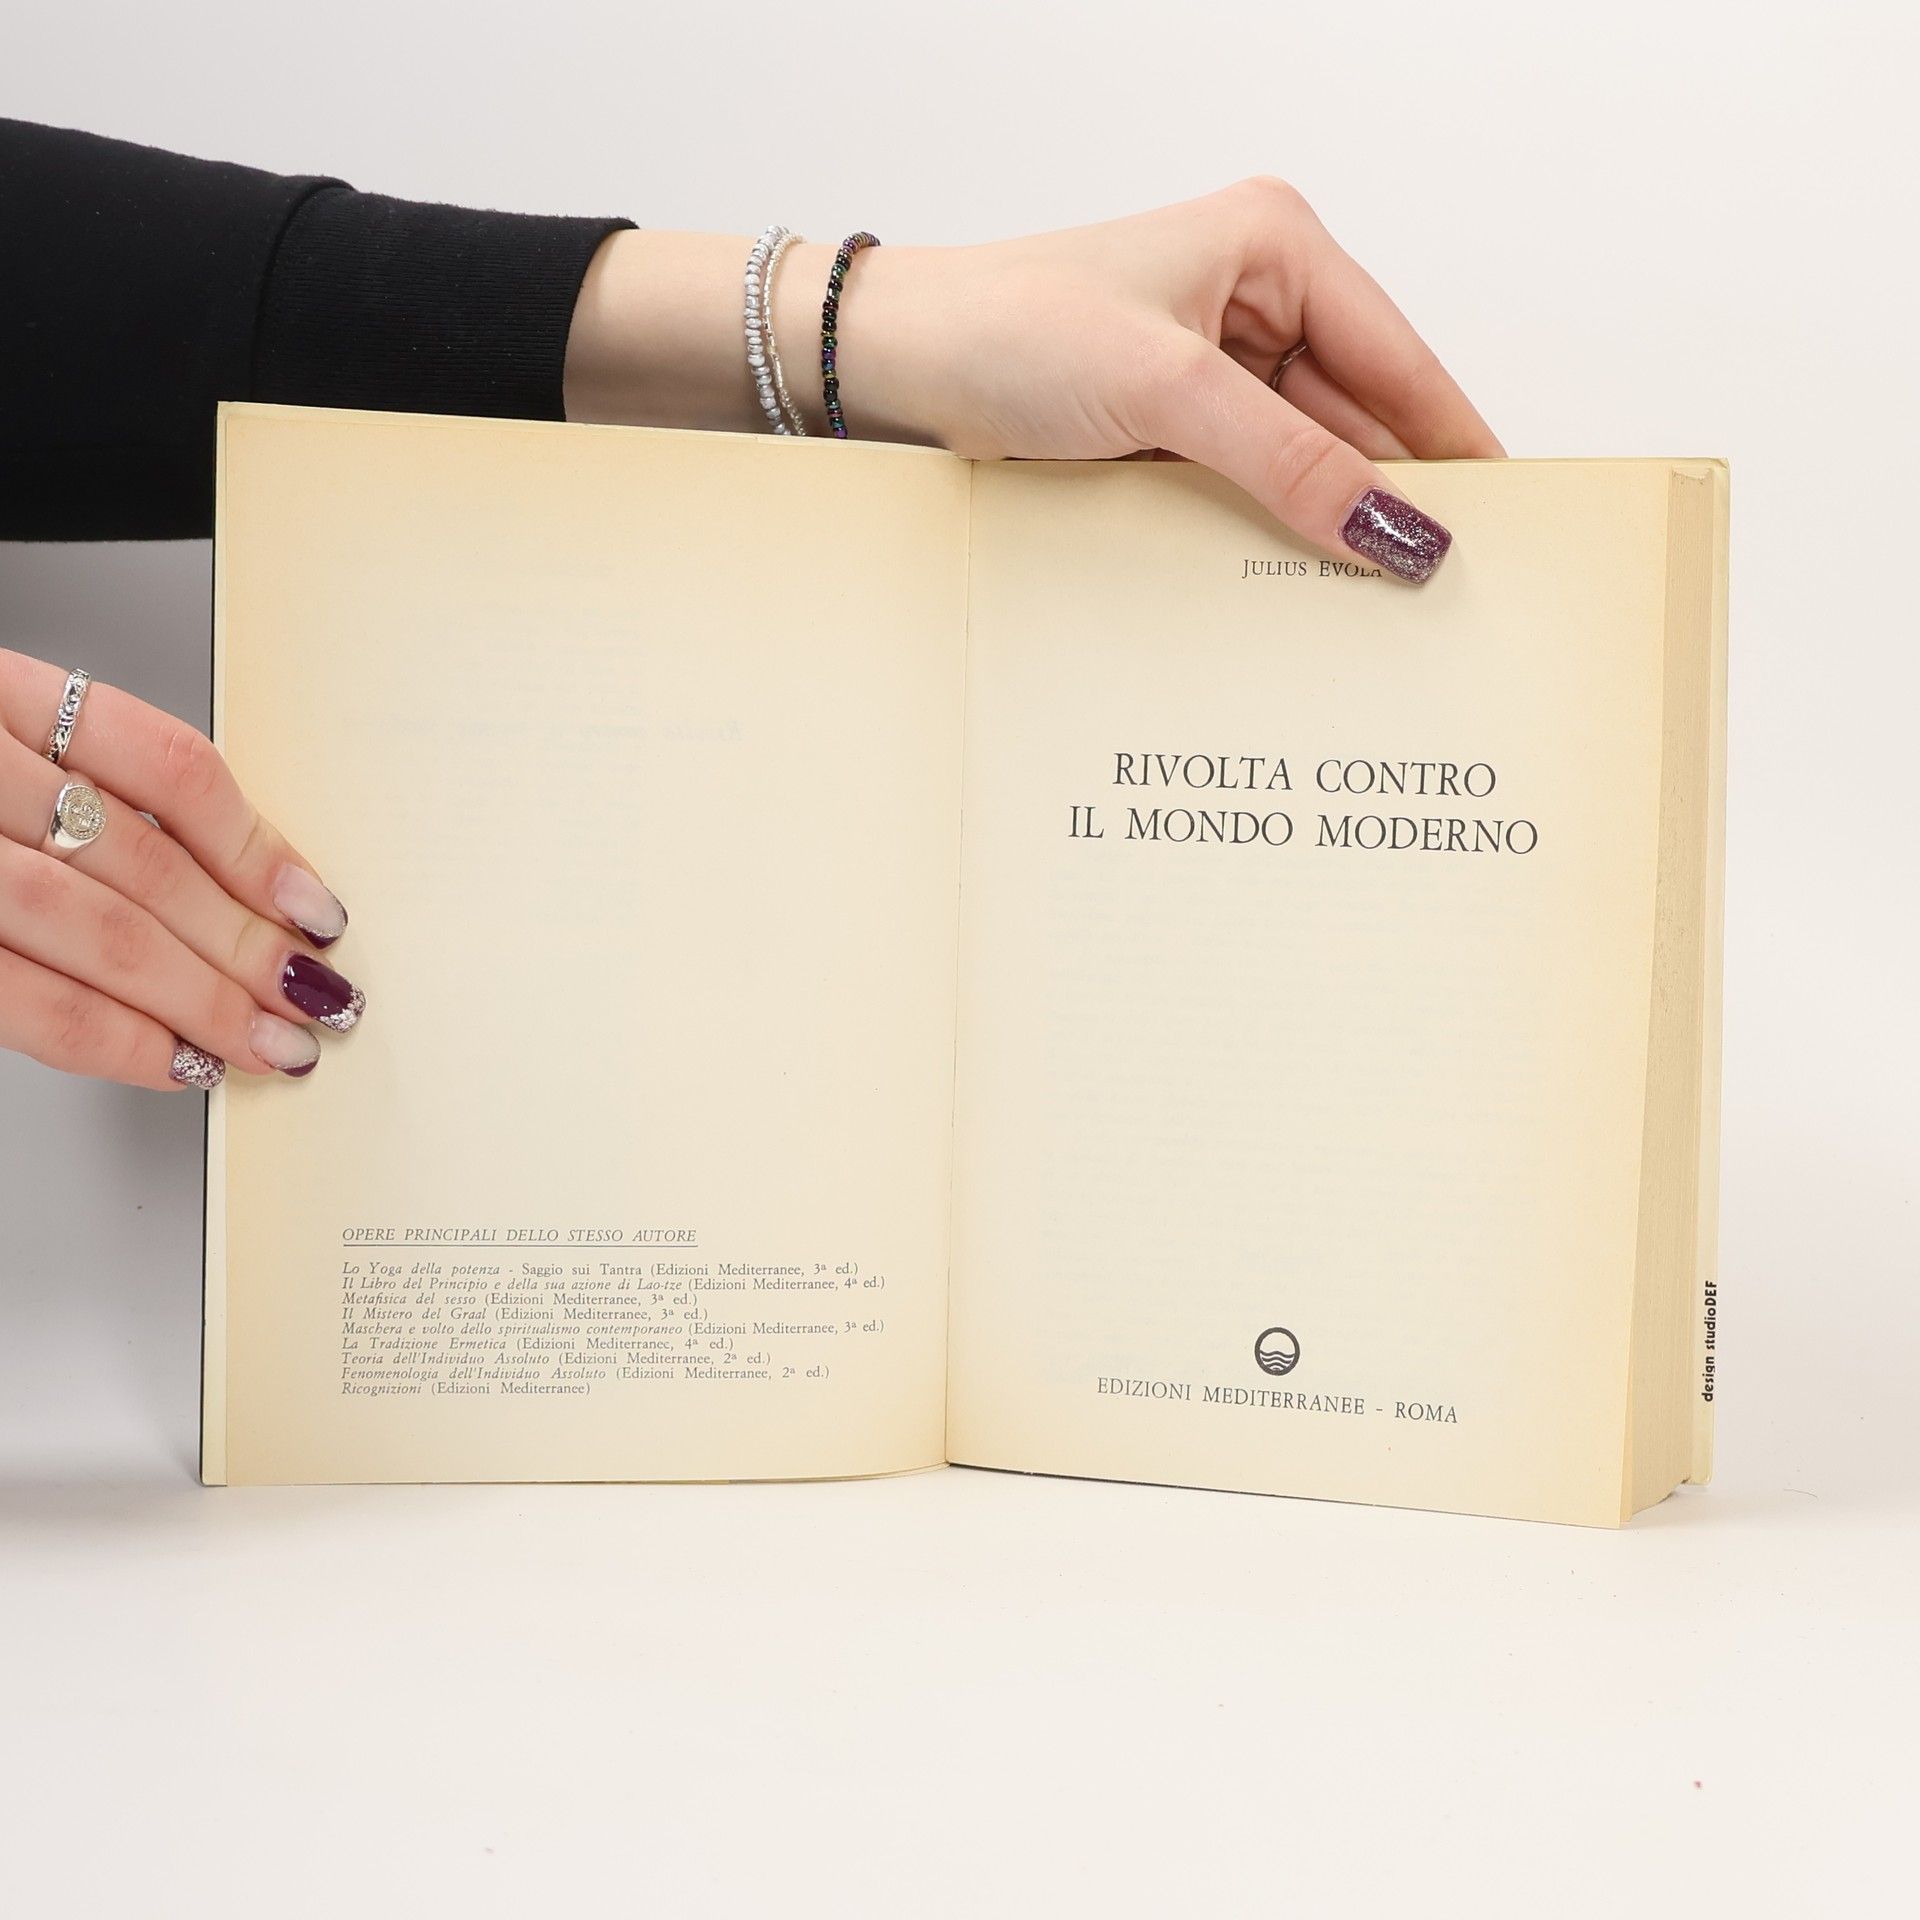 OPERE PRINCIPALI DELLO STESSO AUTORE
Lo Yoga della potenza - Saggio sui Tantra (Edizioni Mediterranee, 3ª ed.)
Il Libro del Principio e della sua azione di Lao-tze (Edizioni Mediterranee, 4ª ed.)
Metafisica del sesso (Edizioni Mediterranee, 3ª ed.)
Il Mistero del Graal (Edizioni Mediterranee, 3ª ed.)
Maschera e volto dello spiritualismo contemporaneo (Edizioni Mediterranee, 3ª ed.)
La Tradizione Ermetica (Edizioni Mediterranee, 4ª ed.)
Teoria dell'Individuo Assoluto (Edizioni Mediterranee, 2ª ed.)
Fenomenologia dell'Individuo Assoluto (Edizioni Mediterranee, 2ª ed.)
Ricognizioni (Edizioni Mediterranee)
JULIUS EVOLA
RIVOLTA CONTRO
IL MONDO MODERNO
EDIZIONI MEDITERRANEE - ROMA
design studioDEF